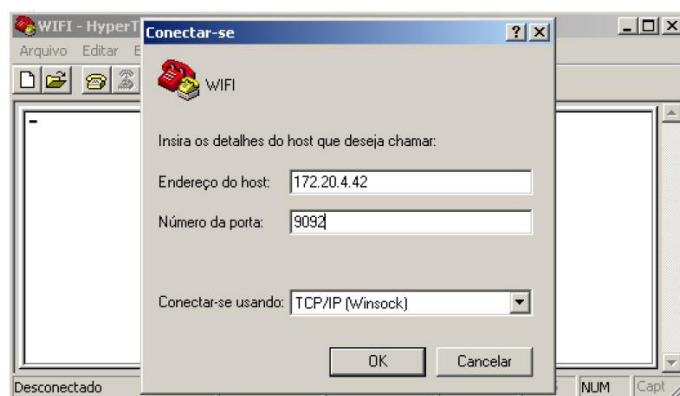 WIFI - HyperT
Conectar-se
Arquivo Editar E
WIFI
Insira os detalhes do host que deseja chamar:
Endereço do host: 172.20.4.42
Número da porta: 9092
Conectar-se usando: TCP/IP (Winsock)
OK Cancelar
Desconectado NUM Capt